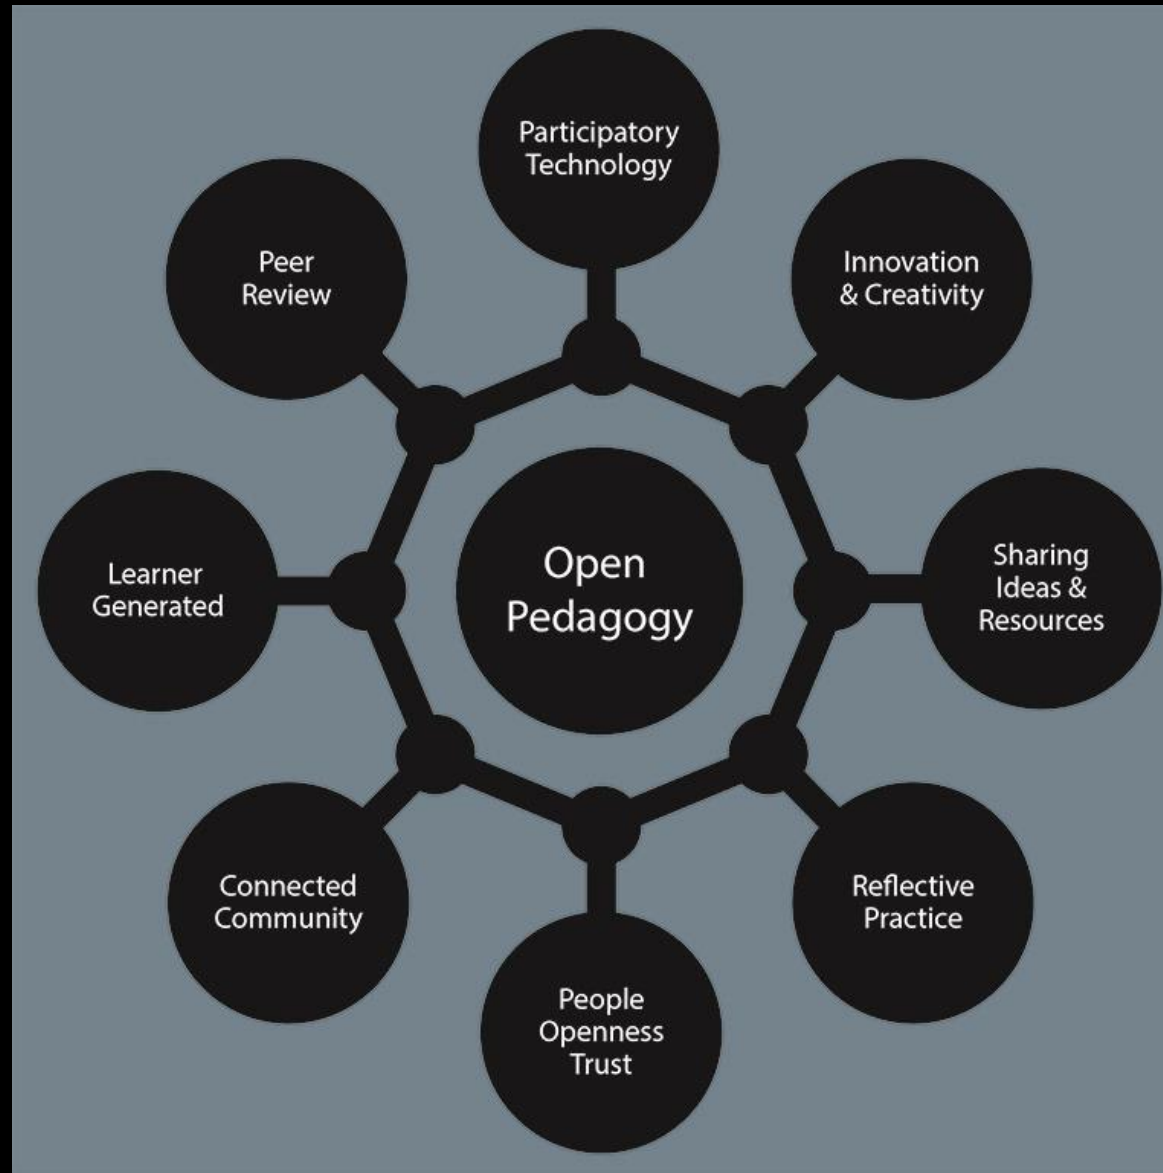 Participatory
Technology
Innovation
& Creativity
Sharing
Ideas &
Resources
Reflective
Practice
People
Openness
Trust
Connected
Community
Learner
Generated
Peer
Review
Open
Pedagogy